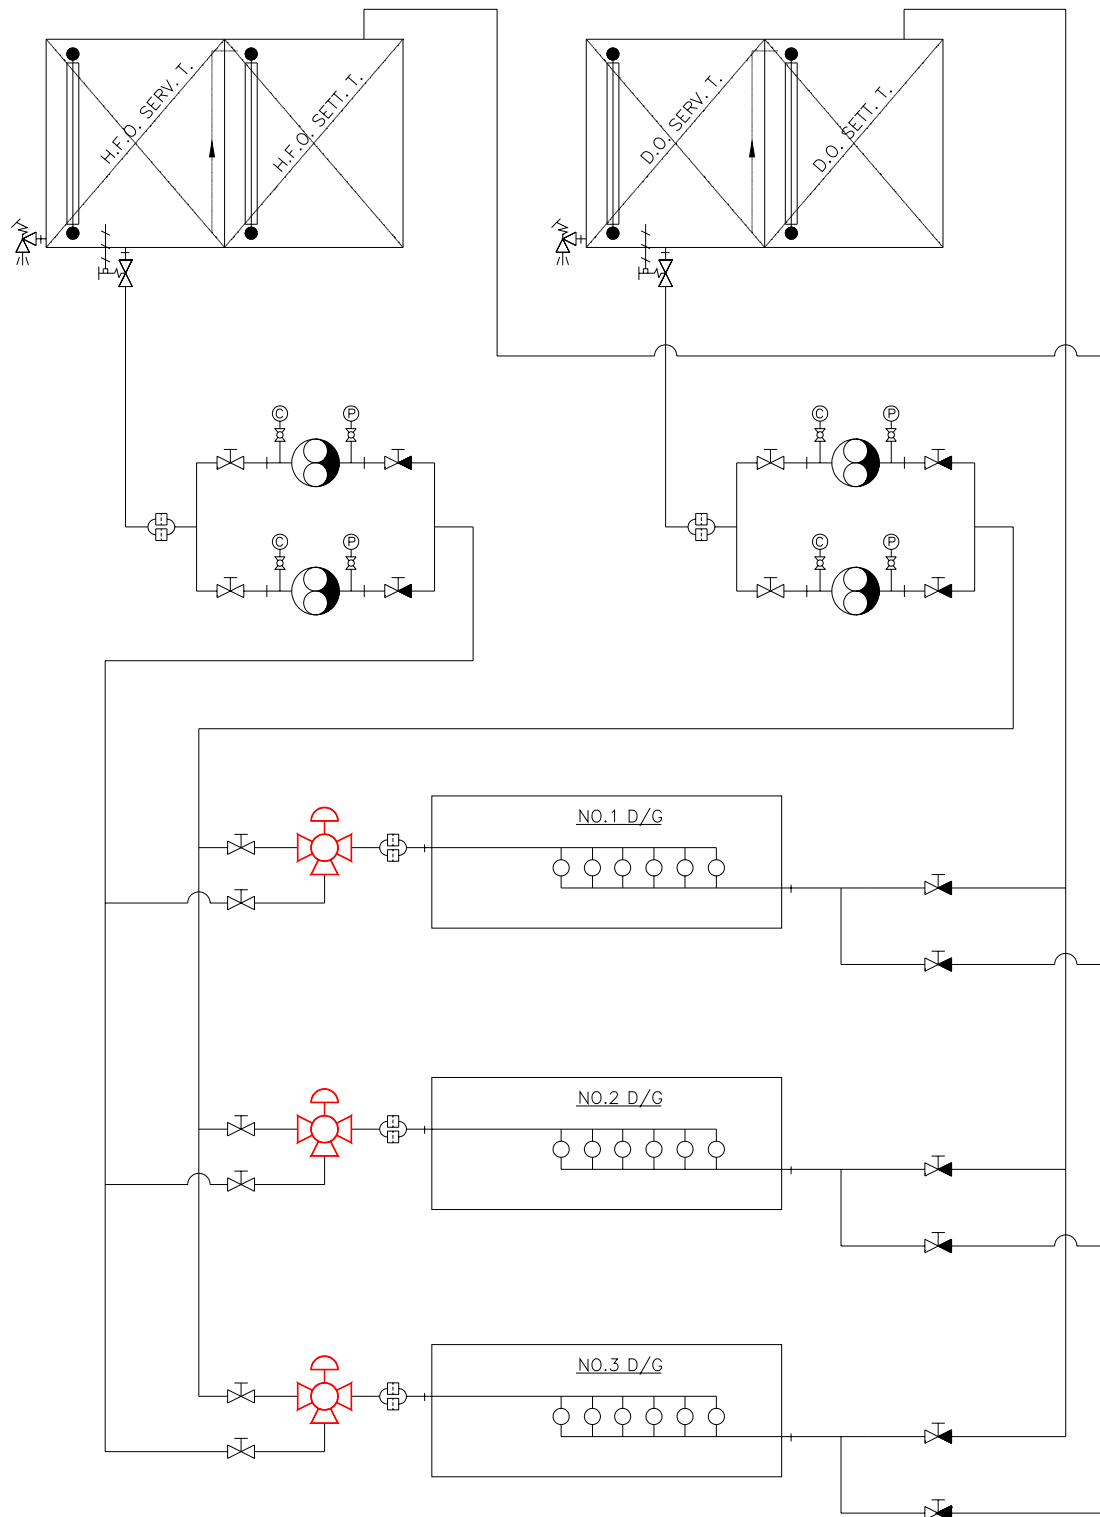 H.F.O. SERV. T.
H.F.O. SETT. T.
D.O. SERV. T.
D.O. SETT. T.
C
P
C
P
C
P
C
P
NO.1 D/G
NO.2 D/G
NO.3 D/G